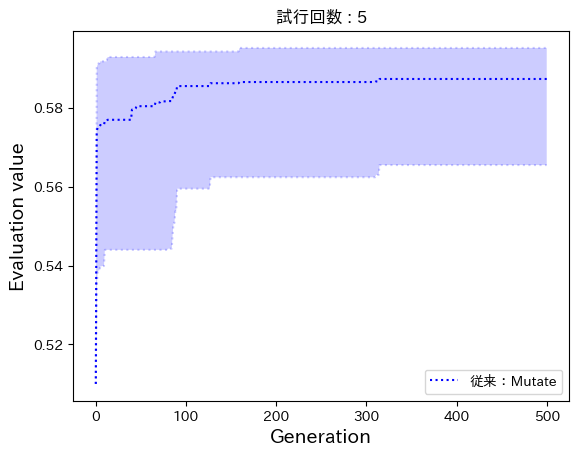 試行回数 : 5
Evaluation value
0.58
0.56
0.54
0.52
従来：Mutate
0 100 200 300 400 500
Generation